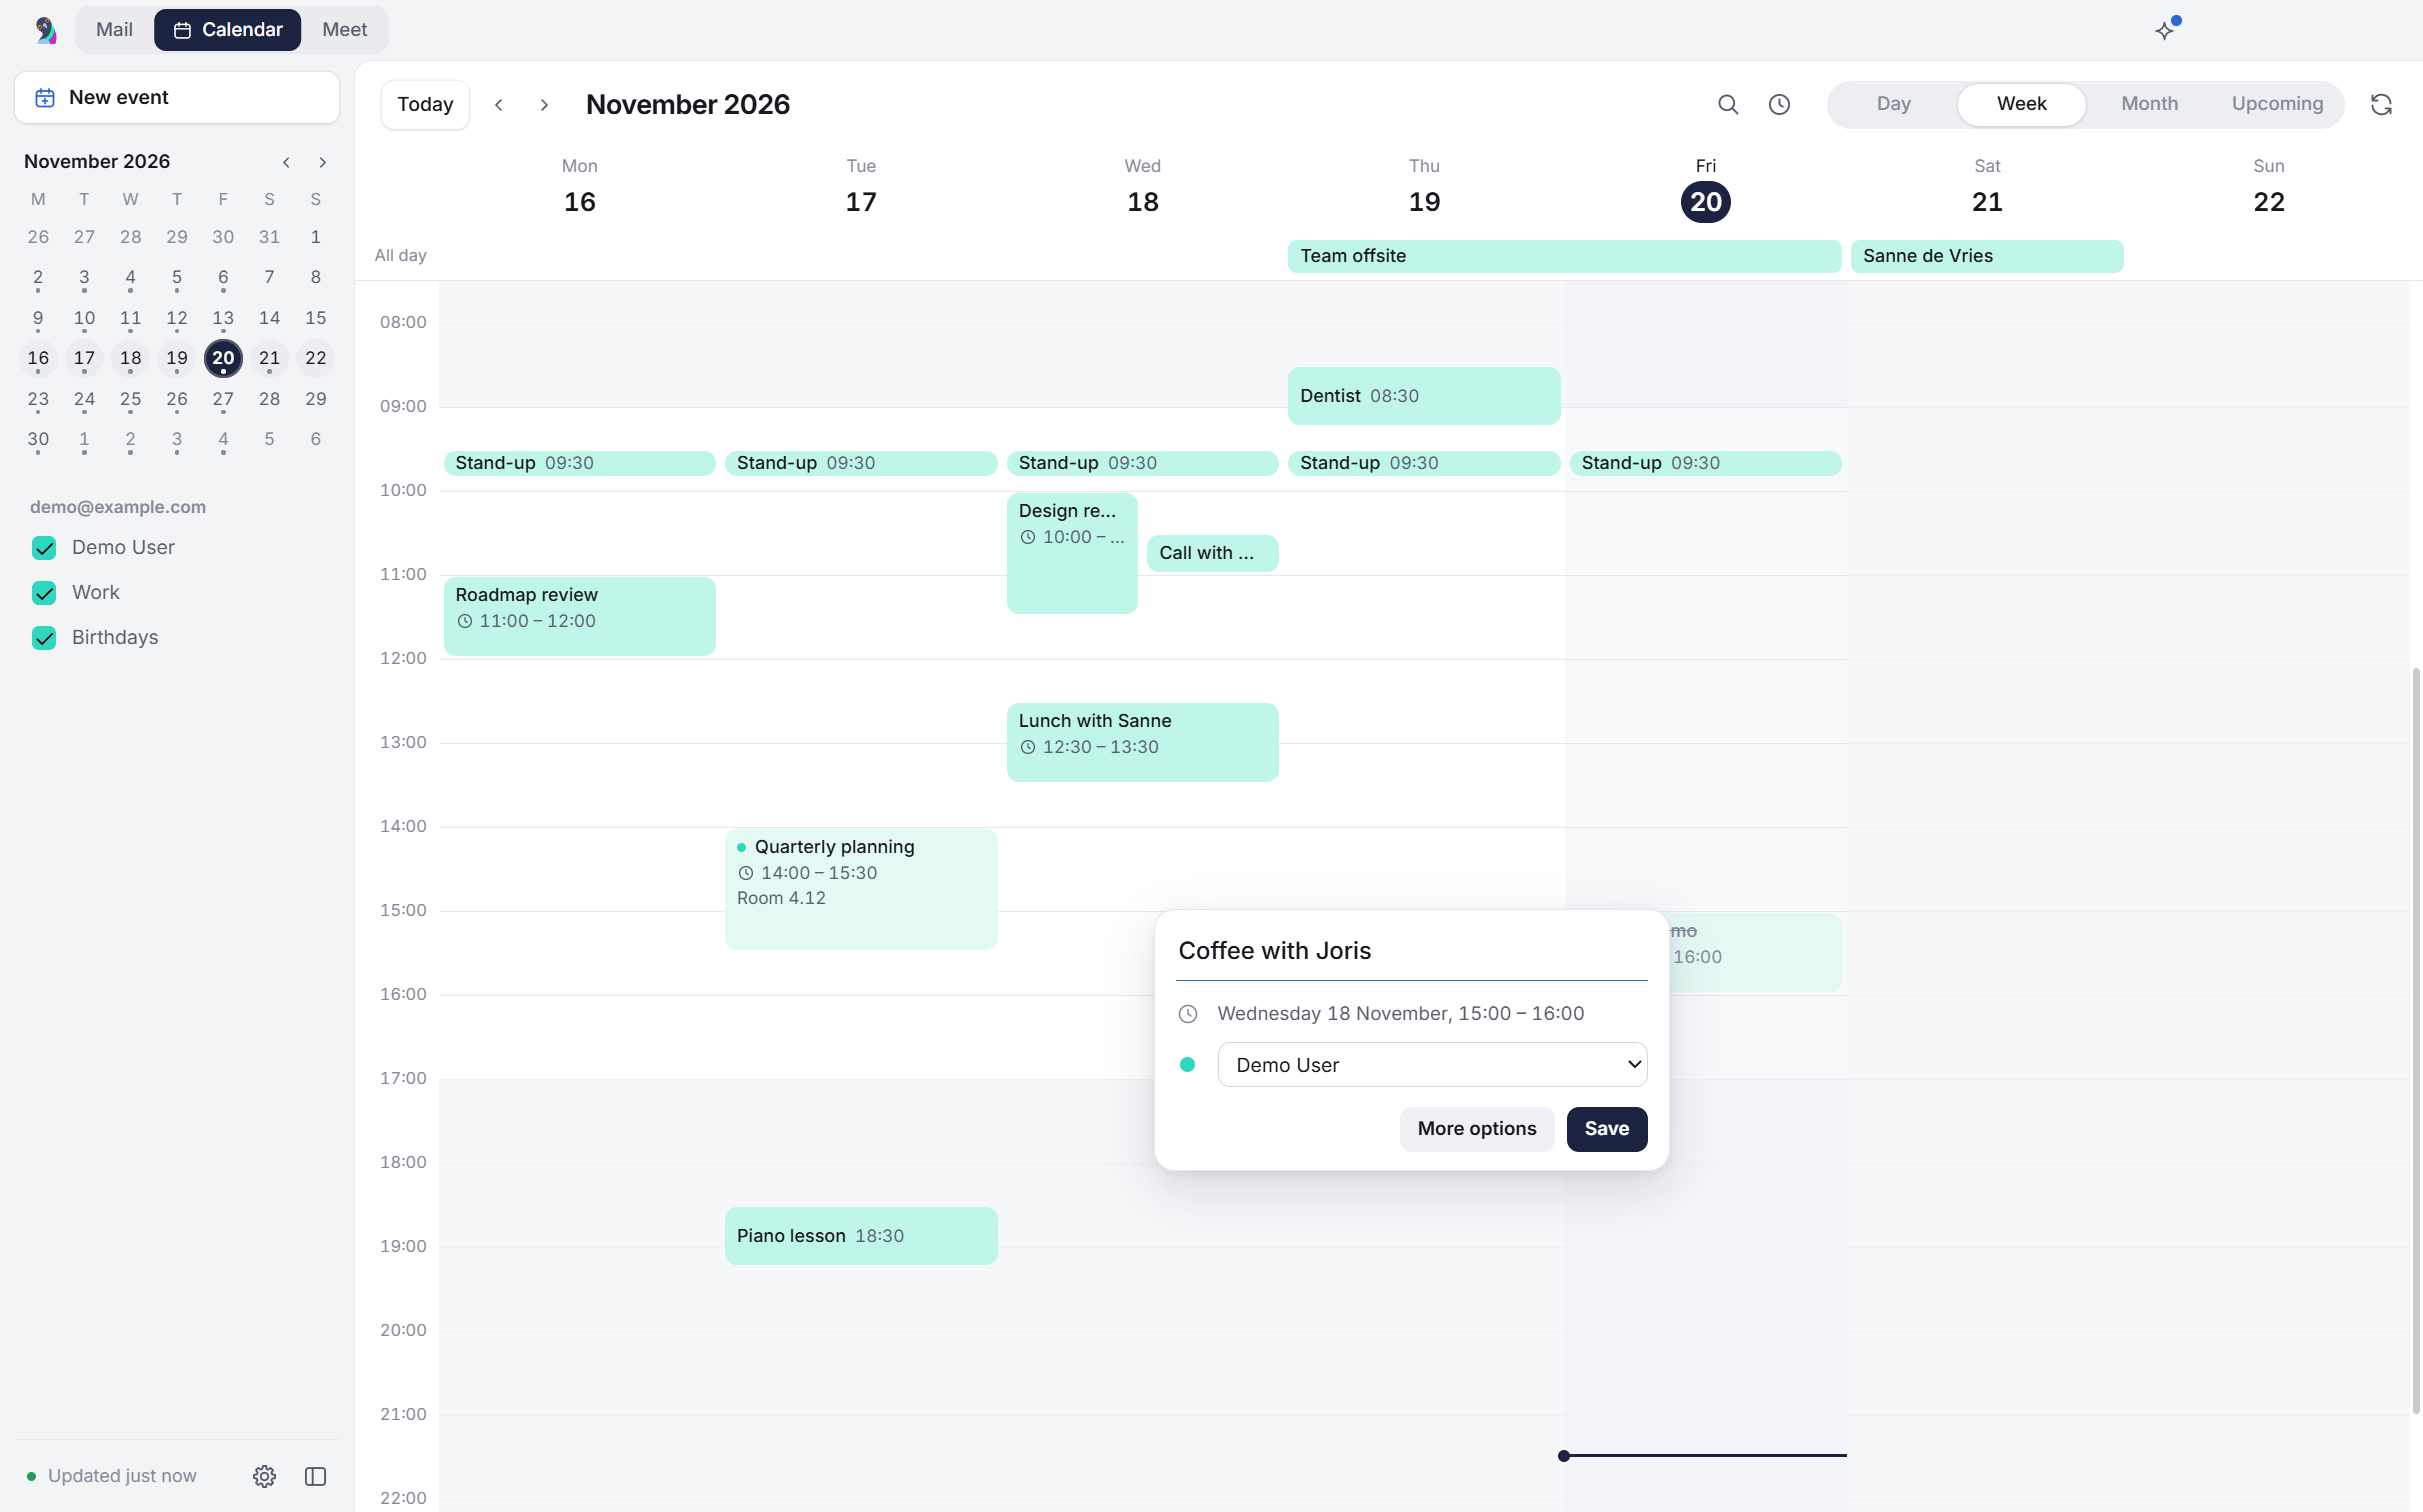 Mail
Calendar
Meet
New event
November 2026
M T W T F S S
26 27 28 29 30 31 1
2 3 4 5 6 7 8
9 10 11 12 13 14 15
16 17 18 19 20 21 22
23 24 25 26 27 28 29
30 1 2 3 4 5 6
demo@example.com
Demo User
Work
Birthdays
Updated just now
Today
November 2026
Day Week Month Upcoming
Mon 16
Tue 17
Wed 18
Thu 19
Fri 20
Sat 21
Sun 22
All day
Team offsite
Sanne de Vries
08:00
09:00
10:00
11:00
12:00
13:00
14:00
15:00
16:00
17:00
18:00
19:00
20:00
21:00
22:00
Stand-up 09:30
Roadmap review
11:00 – 12:00
Stand-up 09:30
Quarterly planning
14:00 – 15:30
Room 4.12
Piano lesson 18:30
Stand-up 09:30
Design re...
10:00 – ...
Call with ...
Lunch with Sanne
12:30 – 13:30
Dentist 08:30
Stand-up 09:30
Stand-up 09:30
mo
16:00
Coffee with Joris
Wednesday 18 November, 15:00 – 16:00
Demo User
More options
Save